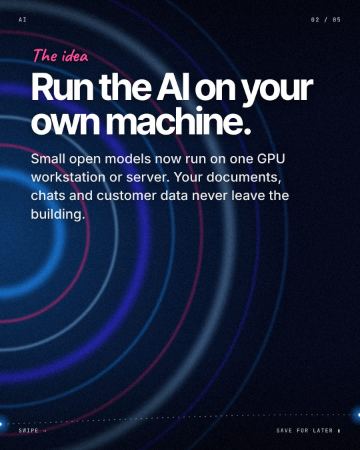 AI
02 / 05
The idea
Run the AI on your
own machine.
Small open models now run on one GPU
workstation or server. Your documents,
chats and customer data never leave the
building.
SWIPE →
SAVE FOR LATER